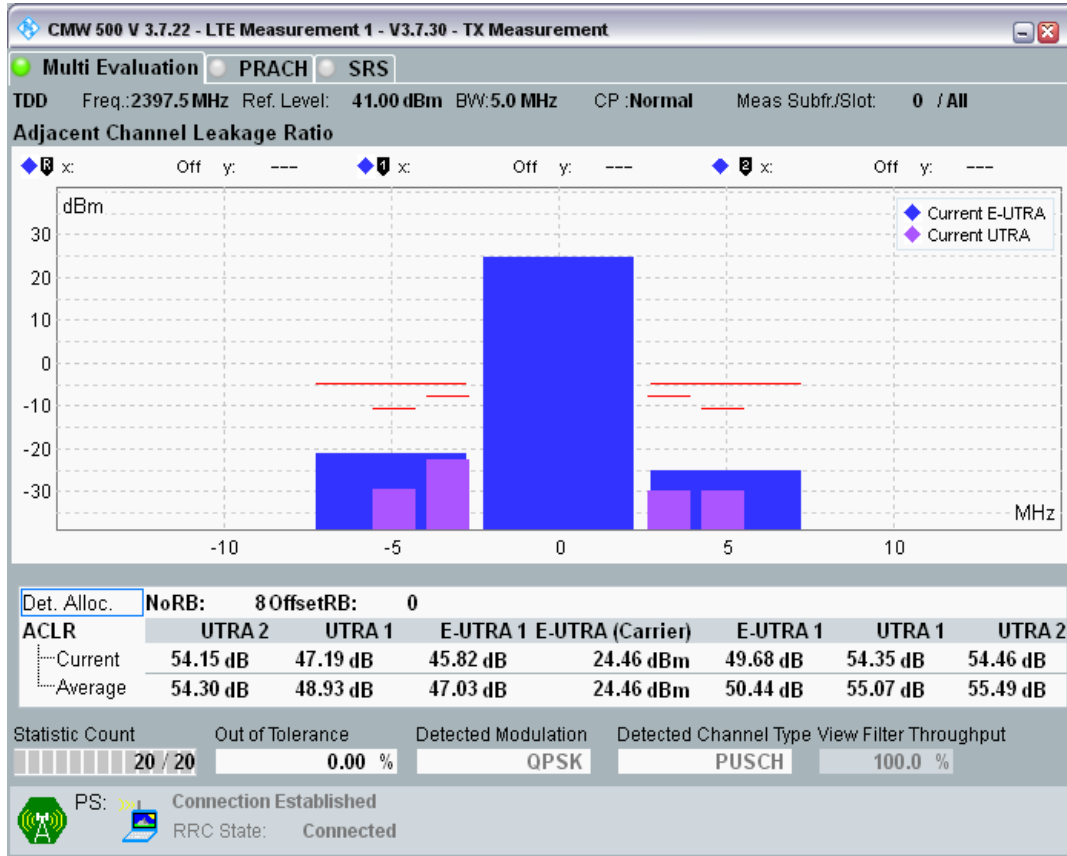 CMW 500 V 3.7.22 - LTE Measurement 1 - V3.7.30 - TX Measurement
Multi Evaluation PRACH SRS
TDD Freq.:2397.5 MHz Ref. Level: 41.00 dBm BW:5.0 MHz CP :Normal Meas Subfr./Slot: 0 / All
Adjacent Channel Leakage Ratio
R x: Off y: --- 1 x: Off y: --- 2 x: Off y: ---
dBm
Current E-UTRA
Current UTRA
30
20
10
0
-10
-20
-30
MHz
-10 -5 0 5 10
Det. Alloc. NoRB: 8 OffsetRB: 0
ACLR UTRA 2 UTRA 1 E-UTRA 1 E-UTRA (Carrier) E-UTRA 1 UTRA 1 UTRA 2
Current 54.15 dB 47.19 dB 45.82 dB 24.46 dBm 49.68 dB 54.35 dB 54.46 dB
Average 54.30 dB 48.93 dB 47.03 dB 24.46 dBm 50.44 dB 55.07 dB 55.49 dB
Statistic Count Out of Tolerance Detected Modulation Detected Channel Type View Filter Throughput
20 / 20 0.00 % QPSK PUSCH 100.0 %
PS: Connection Established
RRC State: Connected